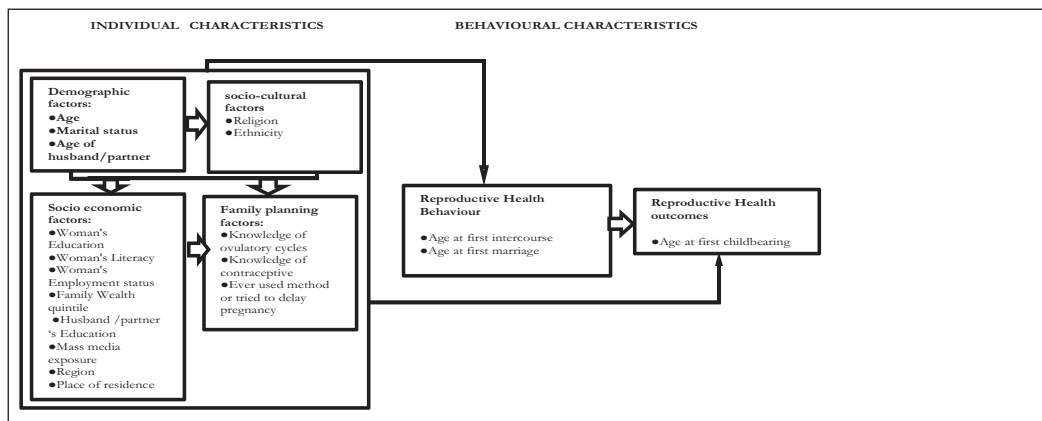 INDIVIDUAL CHARACTERISTICS
BEHAVIOURAL CHARACTERISTICS
Demographic
factors:
●Age
●Marital status
●Age of
husband/partner
socio-cultural
factors
●Religion
●Ethnicity
Socio economic
factors:
●Woman's
Education
●Woman's Literacy
●Woman's
Employment status
●Family Wealth
quintile
●Husband /partner
‘s Education
●Mass media
exposure
●Region
●Place of residence
Family planning
factors:
●Knowledge of
ovulatory cycles
●Knowledge of
contraceptive
●Ever used method
or tried to delay
pregnancy
Reproductive Health
Behaviour
●Age at first intercourse
●Age at first marriage
Reproductive Health
outcomes
●Age at first childbearing